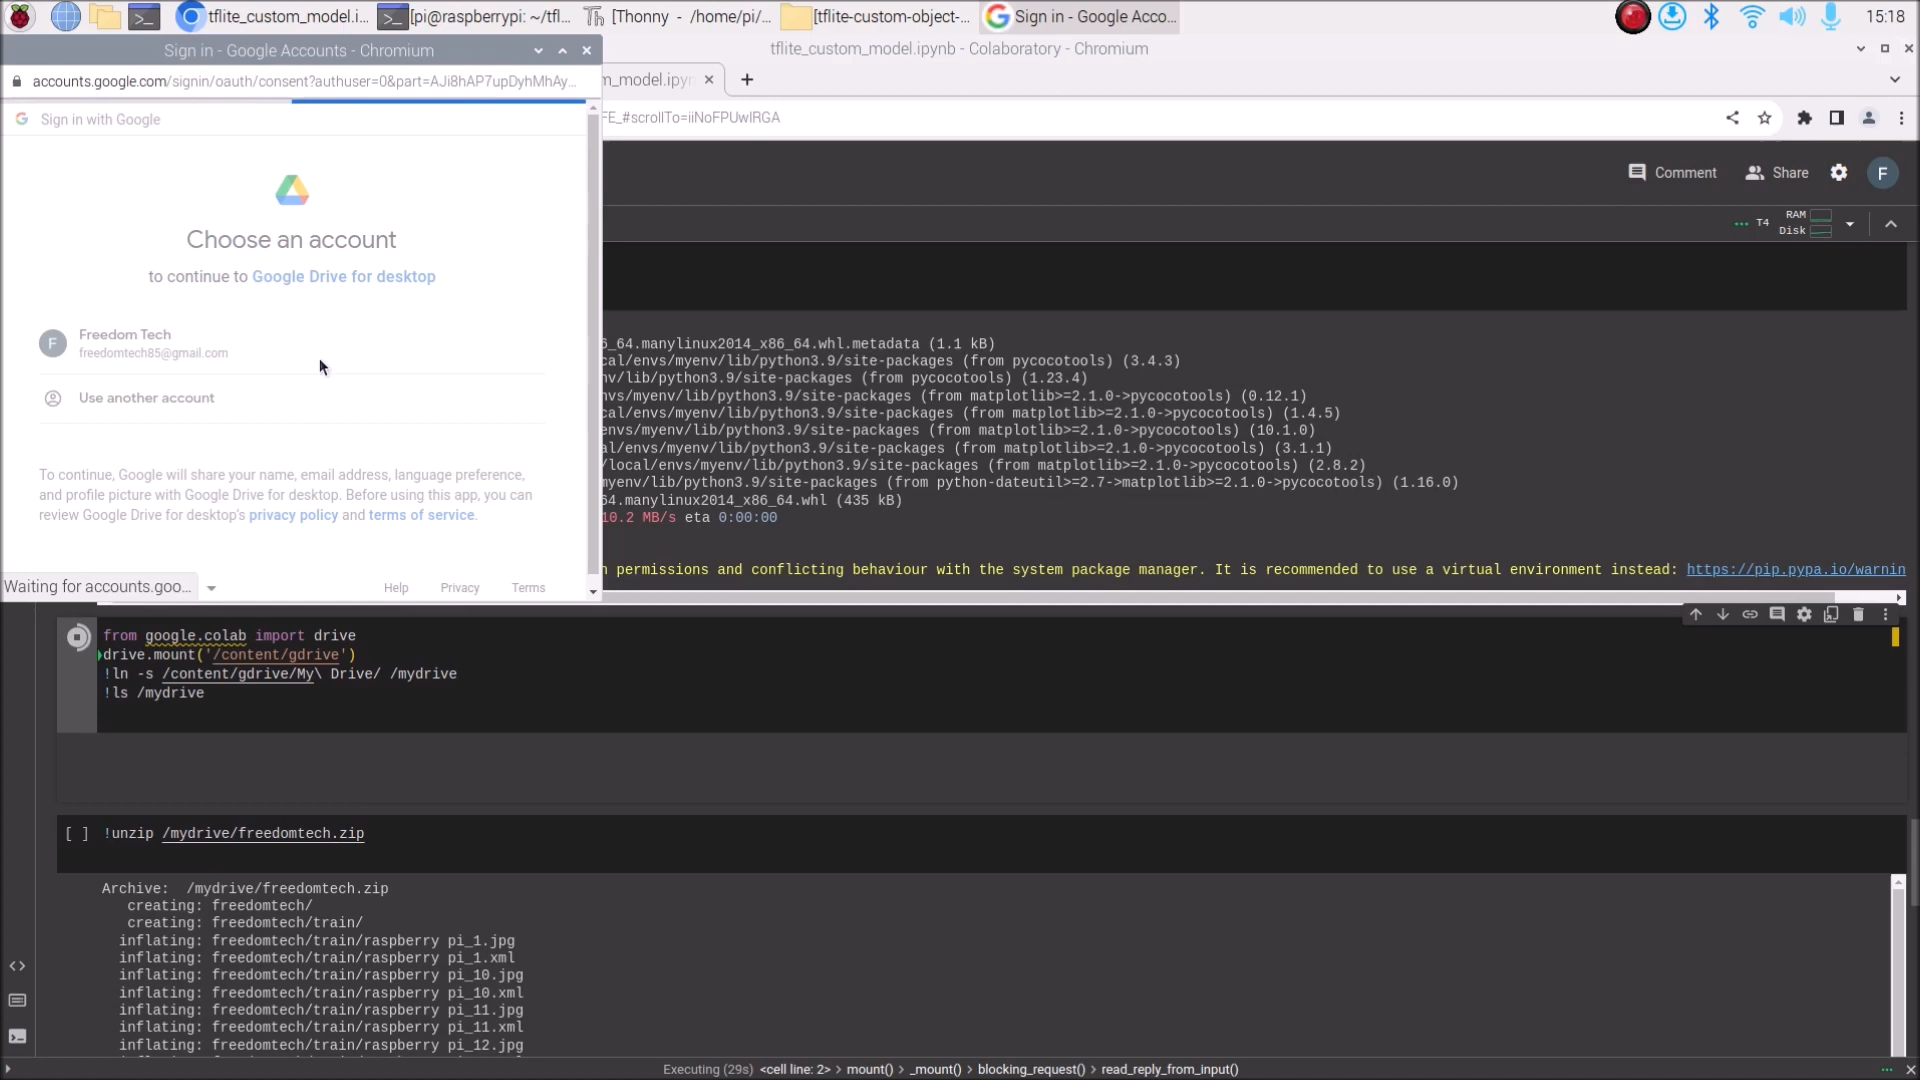 tflite_custom_model.i...
[pi@raspberrypi: ~/tfl...
[Thonny - /home/pi/...
[tflite-custom-object-...
Sign in - Google Acco...
15:18
Sign in - Google Accounts - Chromium
tflite_custom_model.ipynb - Colaboratory - Chromium
accounts.google.com/signin/oauth/consent?authuser=0&part=AJi8hAP7upDyhMhAy...
m_model.ipyn
FE_#scrollTo=iiNoFPUwIRGA
Sign in with Google
Comment
Share
F
T4
RAM
Disk
Choose an account
to continue to Google Drive for desktop
F
Freedom Tech
freedomtech85@gmail.com
Use another account
To continue, Google will share your name, email address, language preference,
and profile picture with Google Drive for desktop. Before using this app, you can
review Google Drive for desktop's privacy policy and terms of service.
Waiting for accounts.goo...
Help
Privacy
Terms
6_64.manylinux2014_x86_64.whl.metadata (1.1 kB)
cal/envs/myenv/lib/python3.9/site-packages (from pycocotools) (3.4.3)
nv/lib/python3.9/site-packages (from pycocotools) (1.23.4)
nvs/myenv/lib/python3.9/site-packages (from matplotlib>=2.1.0->pycocotools) (0.12.1)
cal/envs/myenv/lib/python3.9/site-packages (from matplotlib>=2.1.0->pycocotools) (1.4.5)
envs/myenv/lib/python3.9/site-packages (from matplotlib>=2.1.0->pycocotools) (10.1.0)
al/envs/myenv/lib/python3.9/site-packages (from matplotlib>=2.1.0->pycocotools) (3.1.1)
/local/envs/myenv/lib/python3.9/site-packages (from matplotlib>=2.1.0->pycocotools) (2.8.2)
myenv/lib/python3.9/site-packages (from python-dateutil>=2.7->matplotlib>=2.1.0->pycocotools) (1.16.0)
64.manylinux2014_x86_64.whl (435 kB)
10.2 MB/s eta 0:00:00
n permissions and conflicting behaviour with the system package manager. It is recommended to use a virtual environment instead: https://pip.pypa.io/warnin
from google.colab import drive
drive.mount('/content/gdrive')
!ln -s /content/gdrive/My\ Drive/ /mydrive
!ls /mydrive
[ ] !unzip /mydrive/freedomtech.zip
Archive:  /mydrive/freedomtech.zip
creating: freedomtech/
creating: freedomtech/train/
inflating: freedomtech/train/raspberry pi_1.jpg
inflating: freedomtech/train/raspberry pi_1.xml
inflating: freedomtech/train/raspberry pi_10.jpg
inflating: freedomtech/train/raspberry pi_10.xml
inflating: freedomtech/train/raspberry pi_11.jpg
inflating: freedomtech/train/raspberry pi_11.xml
inflating: freedomtech/train/raspberry pi_12.jpg
Executing (29s) <cell line: 2> > mount() > _mount() > blocking_request() > read_reply_from_input()